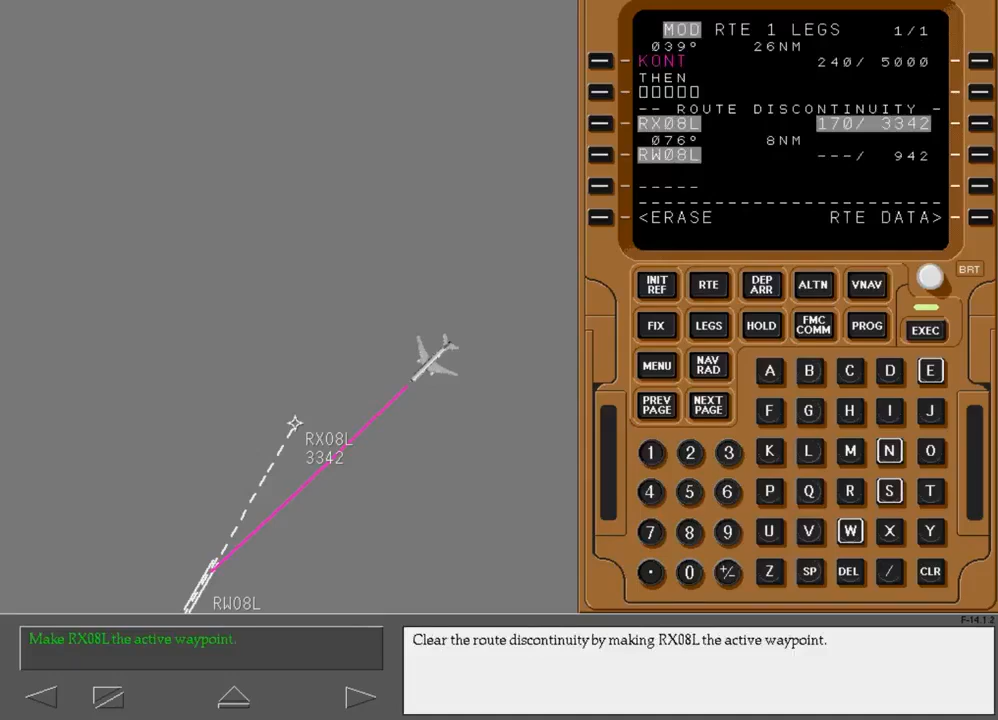 MOD RTE 1 LEGS 1/1
039° 26NM
KONT 240/ 5000
THEN
□□□□□
-- ROUTE DISCONTINUITY -
RX08L 170/ 3342
076° 8NM
RW08L ---/ 942
-----
------------------------
<ERASE RTE DATA>
INIT REF
RTE
DEP ARR
ALTN
VNAV
BRT
FIX
LEGS
HOLD
FMC COMM
PROG
EXEC
MENU
NAV RAD
PREV PAGE
NEXT PAGE
A B C D E
F G H I J
1 2 3 K L M N O
4 5 6 P Q R S T
7 8 9 U V W X Y
. 0 +/- Z SP DEL / CLR
RX08L
3342
RW08L
F-14.1.2
Make RX08L the active waypoint.
Clear the route discontinuity by making RX08L the active waypoint.